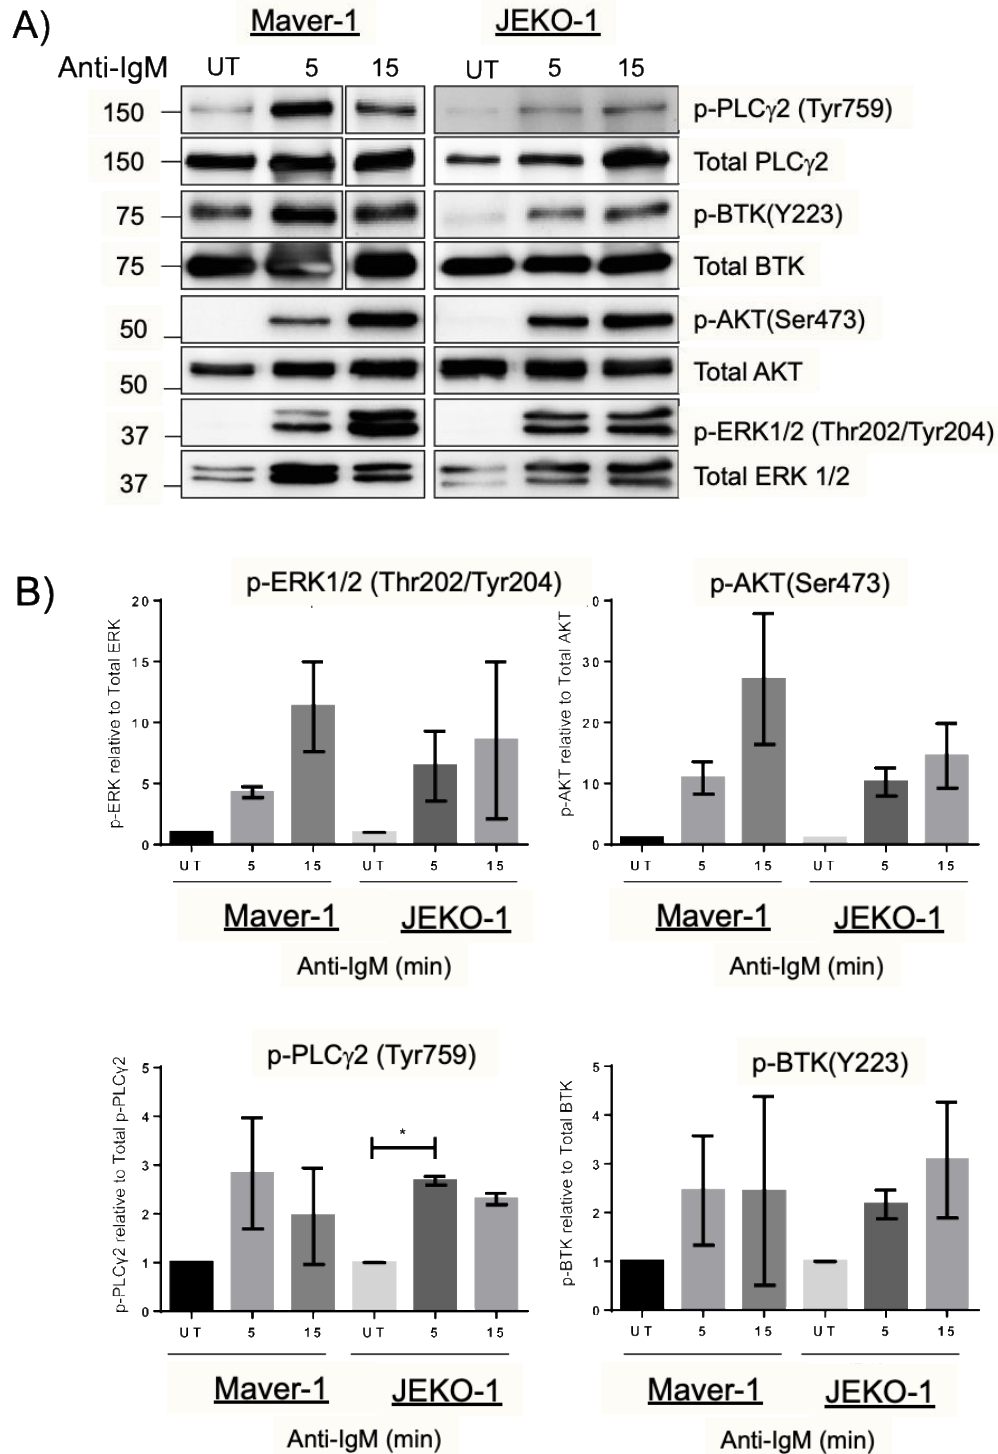 A)
Maver-1 JEKO-1
Anti-IgM UT 5 15 UT 5 15
150 p-PLCγ2 (Tyr759)
150 Total PLCγ2
75 p-BTK(Y223)
75 Total BTK
50 p-AKT(Ser473)
50 Total AKT
37 p-ERK1/2 (Thr202/Tyr204)
37 Total ERK 1/2
B)
p-ERK1/2 (Thr202/Tyr204)
p-ERK relative to Total ERK
20
15
10
5
0
UT 5 15 UT 5 15
Maver-1 JEKO-1
Anti-IgM (min)
p-AKT(Ser473)
p-AKT relative to Total AKT
0
30
20
10
0
UT 5 15 UT 5 15
Maver-1 JEKO-1
Anti-IgM (min)
p-PLCγ2 (Tyr759)
p-PLCγ2 relative to Total p-PLCγ2
5
4
3
2
1
0
*
UT 5 15 UT 5 15
Maver-1 JEKO-1
Anti-IgM (min)
p-BTK(Y223)
p-BTK relative to Total BTK
5
4
3
2
1
0
UT 5 15 UT 5 15
Maver-1 JEKO-1
Anti-IgM (min)